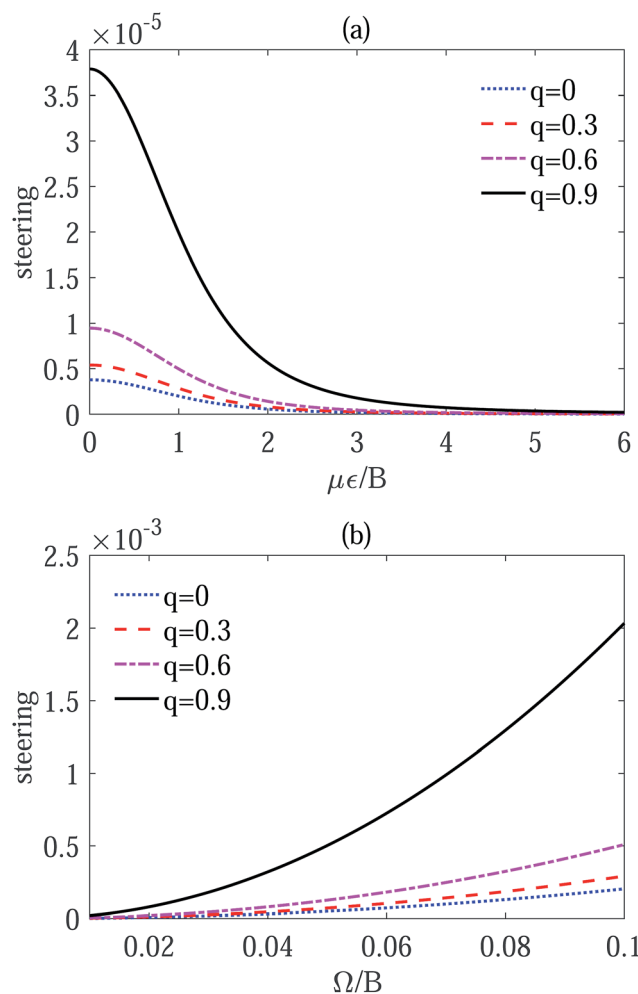 (a)
×10⁻⁵
4
3.5
3
2.5
2
1.5
1
0.5
0
steering
q=0
q=0.3
q=0.6
q=0.9
0 1 2 3 4 5 6
μϵ/B
(b)
×10⁻³
2.5
2
1.5
1
0.5
0
steering
q=0
q=0.3
q=0.6
q=0.9
0.02 0.04 0.06 0.08 0.1
Ω/B